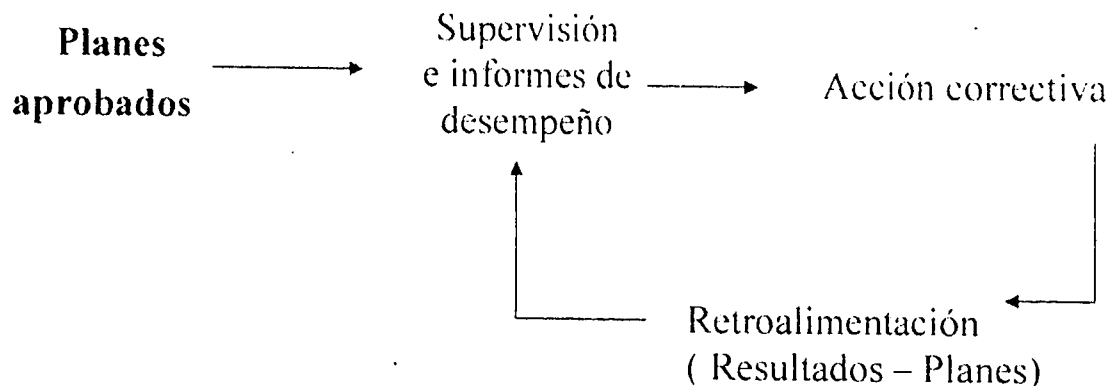 Planes
aprobados
Supervisión
e informes de
desempeño
Acción correctiva
Retroalimentación
( Resultados – Planes)